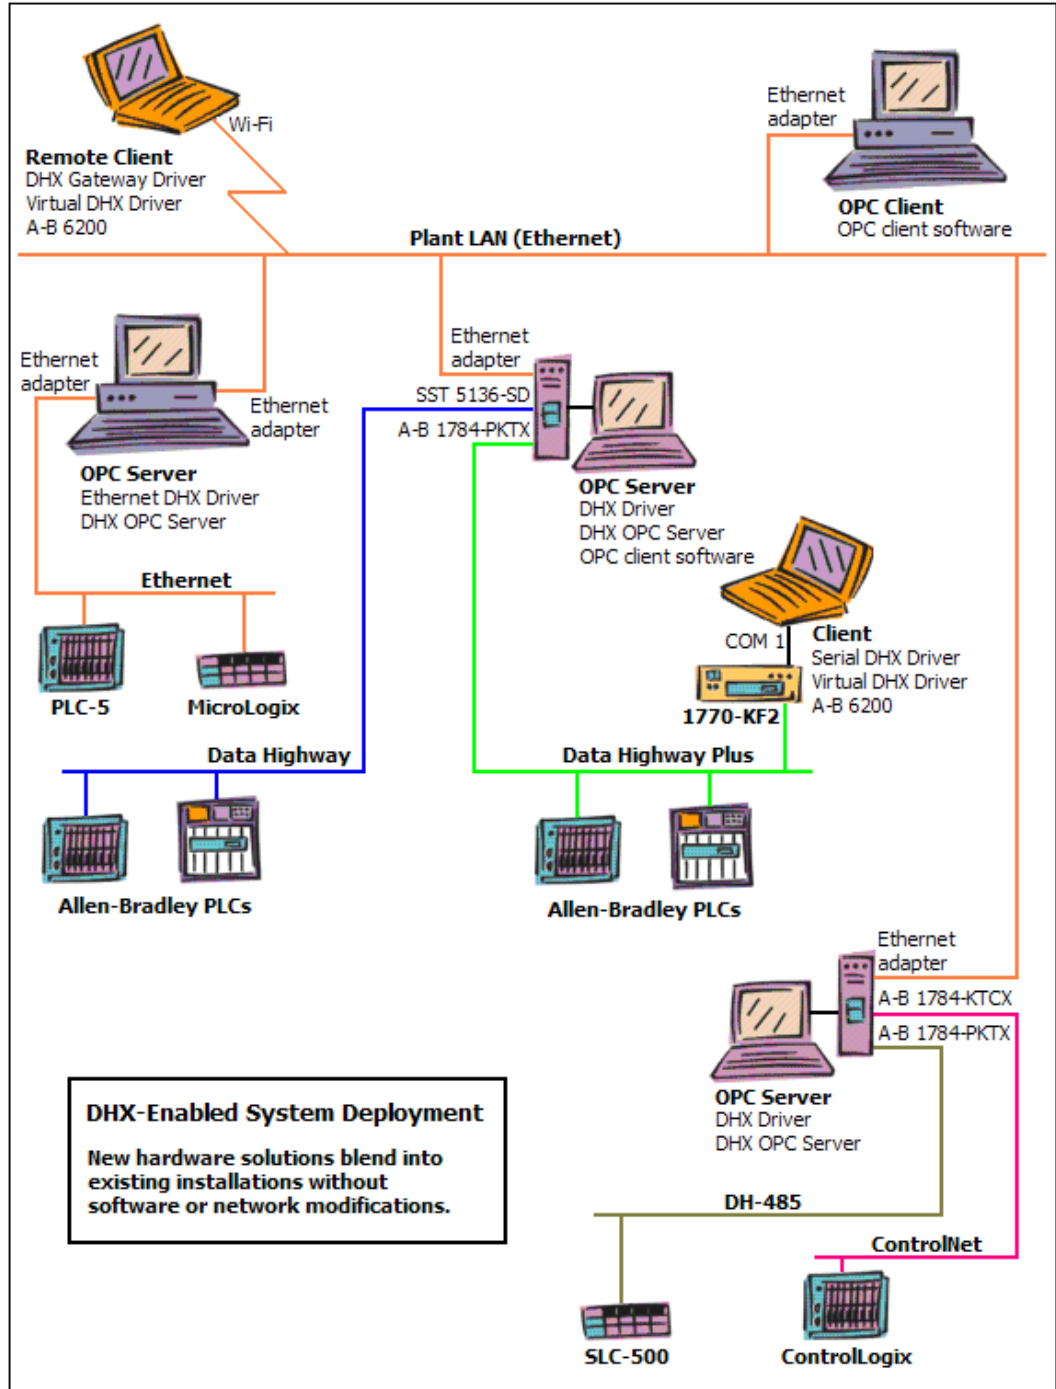 Wi-Fi
Remote Client
DHX Gateway Driver
Virtual DHX Driver
A-B 6200
Ethernet
adapter
OPC Client
OPC client software
Plant LAN (Ethernet)
Ethernet
adapter
Ethernet
adapter
OPC Server
Ethernet DHX Driver
DHX OPC Server
Ethernet
adapter
SST 5136-SD
A-B 1784-PKTX
OPC Server
DHX Driver
DHX OPC Server
OPC client software
Ethernet
PLC-5
MicroLogix
COM 1
Client
Serial DHX Driver
Virtual DHX Driver
A-B 6200
1770-KF2
Data Highway
Data Highway Plus
Allen-Bradley PLCs
Allen-Bradley PLCs
Ethernet
adapter
A-B 1784-KTCX
A-B 1784-PKTX
OPC Server
DHX Driver
DHX OPC Server
DHX-Enabled System Deployment
New hardware solutions blend into
existing installations without
software or network modifications.
DH-485
ControlNet
SLC-500
ControlLogix